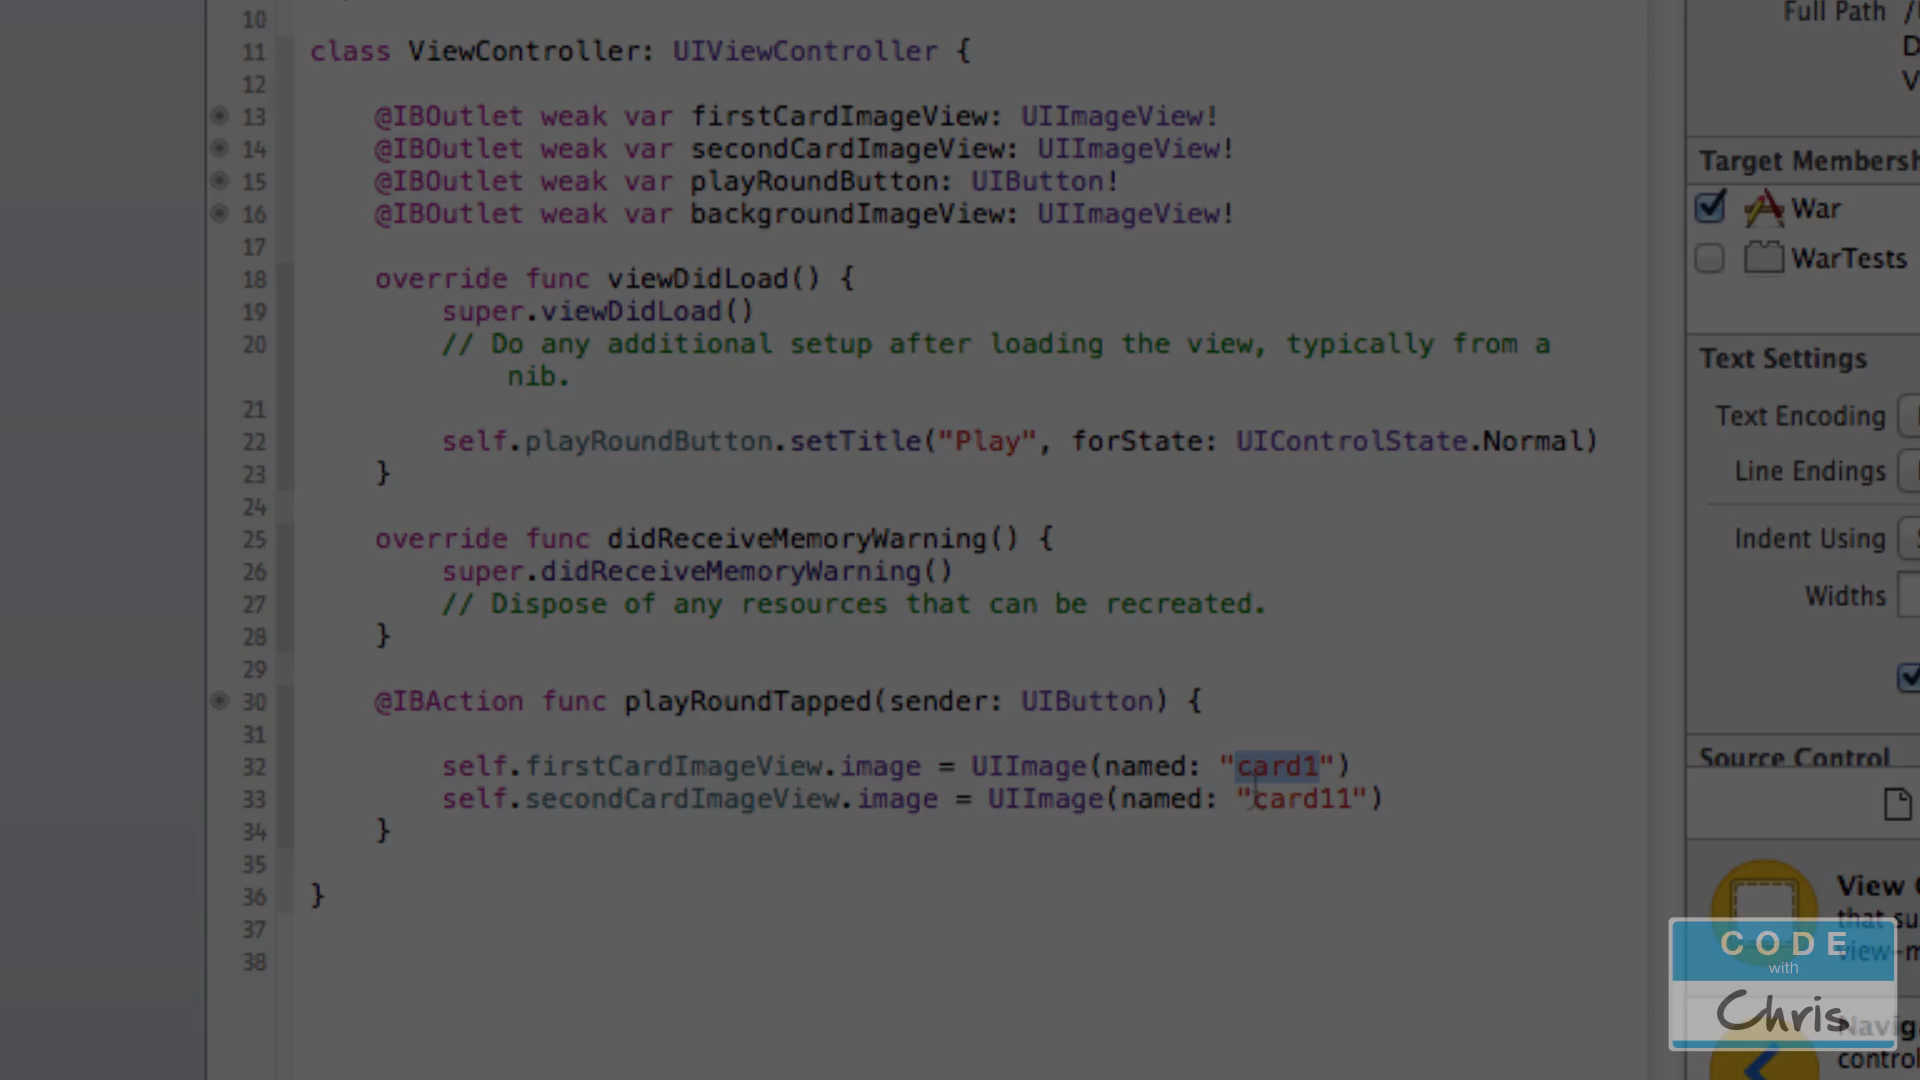 10
11 class ViewController: UIViewController {
12
13 @IBOutlet weak var firstCardImageView: UIImageView!
14 @IBOutlet weak var secondCardImageView: UIImageView!
15 @IBOutlet weak var playRoundButton: UIButton!
16 @IBOutlet weak var backgroundImageView: UIImageView!
17
18 override func viewDidLoad() {
19 super.viewDidLoad()
20 // Do any additional setup after loading the view, typically from a
nib.
21
22 self.playRoundButton.setTitle("Play", forState: UIControlState.Normal)
23 }
24
25 override func didReceiveMemoryWarning() {
26 super.didReceiveMemoryWarning()
27 // Dispose of any resources that can be recreated.
28 }
29
30 @IBAction func playRoundTapped(sender: UIButton) {
31
32 self.firstCardImageView.image = UIImage(named: "card1")
33 self.secondCardImageView.image = UIImage(named: "card11")
34 }
35
36 }
37
38
Full Path /
D
V
Target Membersh
War
WarTests
Text Settings
Text Encoding
Line Endings
Indent Using
Widths
Source Control
View
that su
view-m
Navig
control
CODE
with
Chris